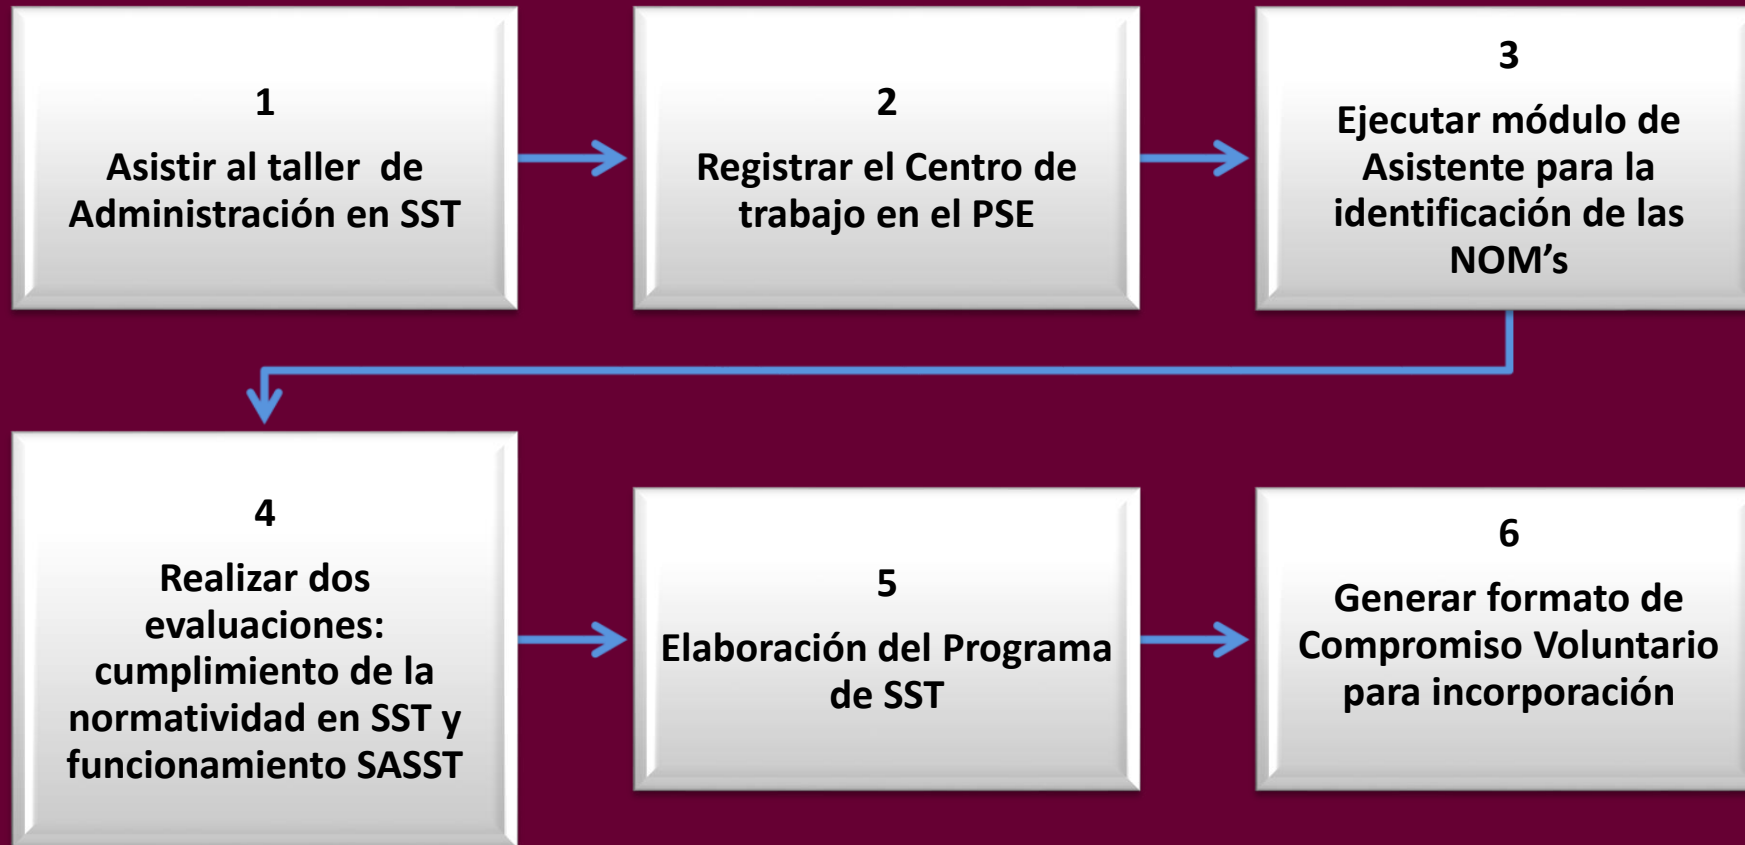 1
Asistir al taller  de
Administración en SST
2
Registrar el Centro de
trabajo en el PSE
3
Ejecutar módulo de
Asistente para la
identificación de las
NOM’s
4
Realizar dos
evaluaciones:
cumplimiento de la
normatividad en SST y
funcionamiento SASST
5
Elaboración del Programa
de SST
6
Generar formato de
Compromiso Voluntario
para incorporación